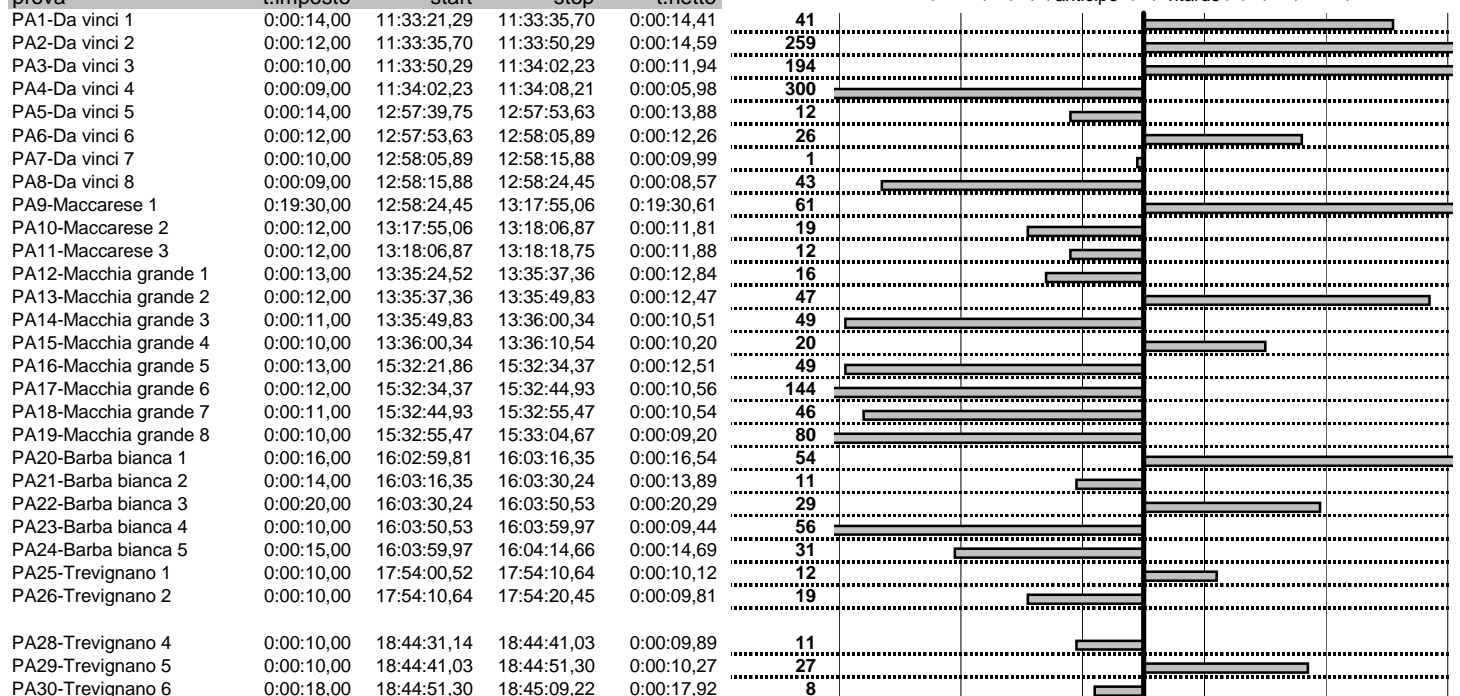 prova t.imposto start stop t.netto anticipo ritardo
PA1-Da vinci 1 0:00:14,00 11:33:21,29 11:33:35,70 0:00:14,41 41
PA2-Da vinci 2 0:00:12,00 11:33:35,70 11:33:50,29 0:00:14,59 259
PA3-Da vinci 3 0:00:10,00 11:33:50,29 11:34:02,23 0:00:11,94 194
PA4-Da vinci 4 0:00:09,00 11:34:02,23 11:34:08,21 0:00:05,98 300
PA5-Da vinci 5 0:00:14,00 12:57:39,75 12:57:53,63 0:00:13,88 12
PA6-Da vinci 6 0:00:12,00 12:57:53,63 12:58:05,89 0:00:12,26 26
PA7-Da vinci 7 0:00:10,00 12:58:05,89 12:58:15,88 0:00:09,99 1
PA8-Da vinci 8 0:00:09,00 12:58:15,88 12:58:24,45 0:00:08,57 43
PA9-Maccarese 1 0:19:30,00 12:58:24,45 13:17:55,06 0:19:30,61 61
PA10-Maccarese 2 0:00:12,00 13:17:55,06 13:18:06,87 0:00:11,81 19
PA11-Maccarese 3 0:00:12,00 13:18:06,87 13:18:18,75 0:00:11,88 12
PA12-Macchia grande 1 0:00:13,00 13:35:24,52 13:35:37,36 0:00:12,84 16
PA13-Macchia grande 2 0:00:12,00 13:35:37,36 13:35:49,83 0:00:12,47 47
PA14-Macchia grande 3 0:00:11,00 13:35:49,83 13:36:00,34 0:00:10,51 49
PA15-Macchia grande 4 0:00:10,00 13:36:00,34 13:36:10,54 0:00:10,20 20
PA16-Macchia grande 5 0:00:13,00 15:32:21,86 15:32:34,37 0:00:12,51 49
PA17-Macchia grande 6 0:00:12,00 15:32:34,37 15:32:44,93 0:00:10,56 144
PA18-Macchia grande 7 0:00:11,00 15:32:44,93 15:32:55,47 0:00:10,54 46
PA19-Macchia grande 8 0:00:10,00 15:32:55,47 15:33:04,67 0:00:09,20 80
PA20-Barba bianca 1 0:00:16,00 16:02:59,81 16:03:16,35 0:00:16,54 54
PA21-Barba bianca 2 0:00:14,00 16:03:16,35 16:03:30,24 0:00:13,89 11
PA22-Barba bianca 3 0:00:20,00 16:03:30,24 16:03:50,53 0:00:20,29 29
PA23-Barba bianca 4 0:00:10,00 16:03:50,53 16:03:59,97 0:00:09,44 56
PA24-Barba bianca 5 0:00:15,00 16:03:59,97 16:04:14,66 0:00:14,69 31
PA25-Trevignano 1 0:00:10,00 17:54:00,52 17:54:10,64 0:00:10,12 12
PA26-Trevignano 2 0:00:10,00 17:54:10,64 17:54:20,45 0:00:09,81 19
PA28-Trevignano 4 0:00:10,00 18:44:31,14 18:44:41,03 0:00:09,89 11
PA29-Trevignano 5 0:00:10,00 18:44:41,03 18:44:51,30 0:00:10,27 27
PA30-Trevignano 6 0:00:18,00 18:44:51,30 18:45:09,22 0:00:17,92 8